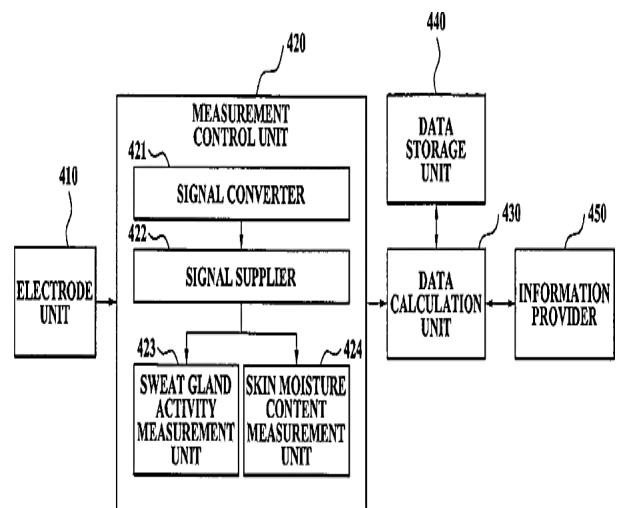 440
420
MEASUREMENT
CONTROL UNIT
DATA
STORAGE
UNIT
421
SIGNAL CONVERTER
410
422
430
450
SIGNAL SUPPLIER
ELECTRODE
UNIT
DATA
CALCULATION
UNIT
INFORMATION
PROVIDER
423
424
SWEAT GLAND
ACTIVITY
MEASUREMENT
UNIT
SKIN MOISTURE
CONTENT
MEASUREMENT
UNIT